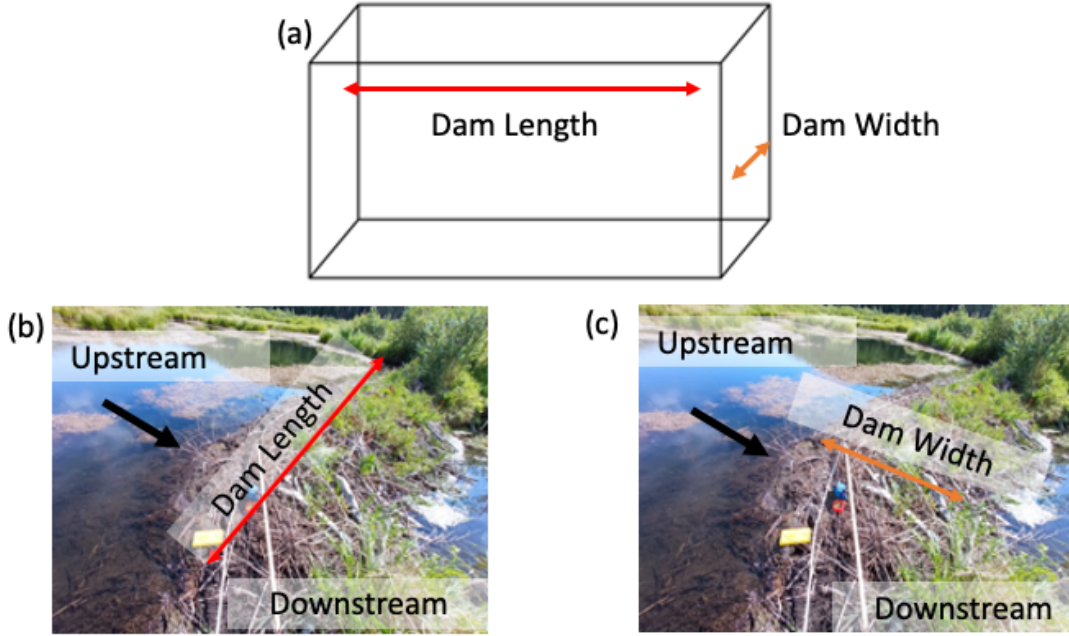 (a)
Dam Length
Dam Width
(b)
Upstream
Dam Length
Downstream
(c)
Upstream
Dam Width
Downstream